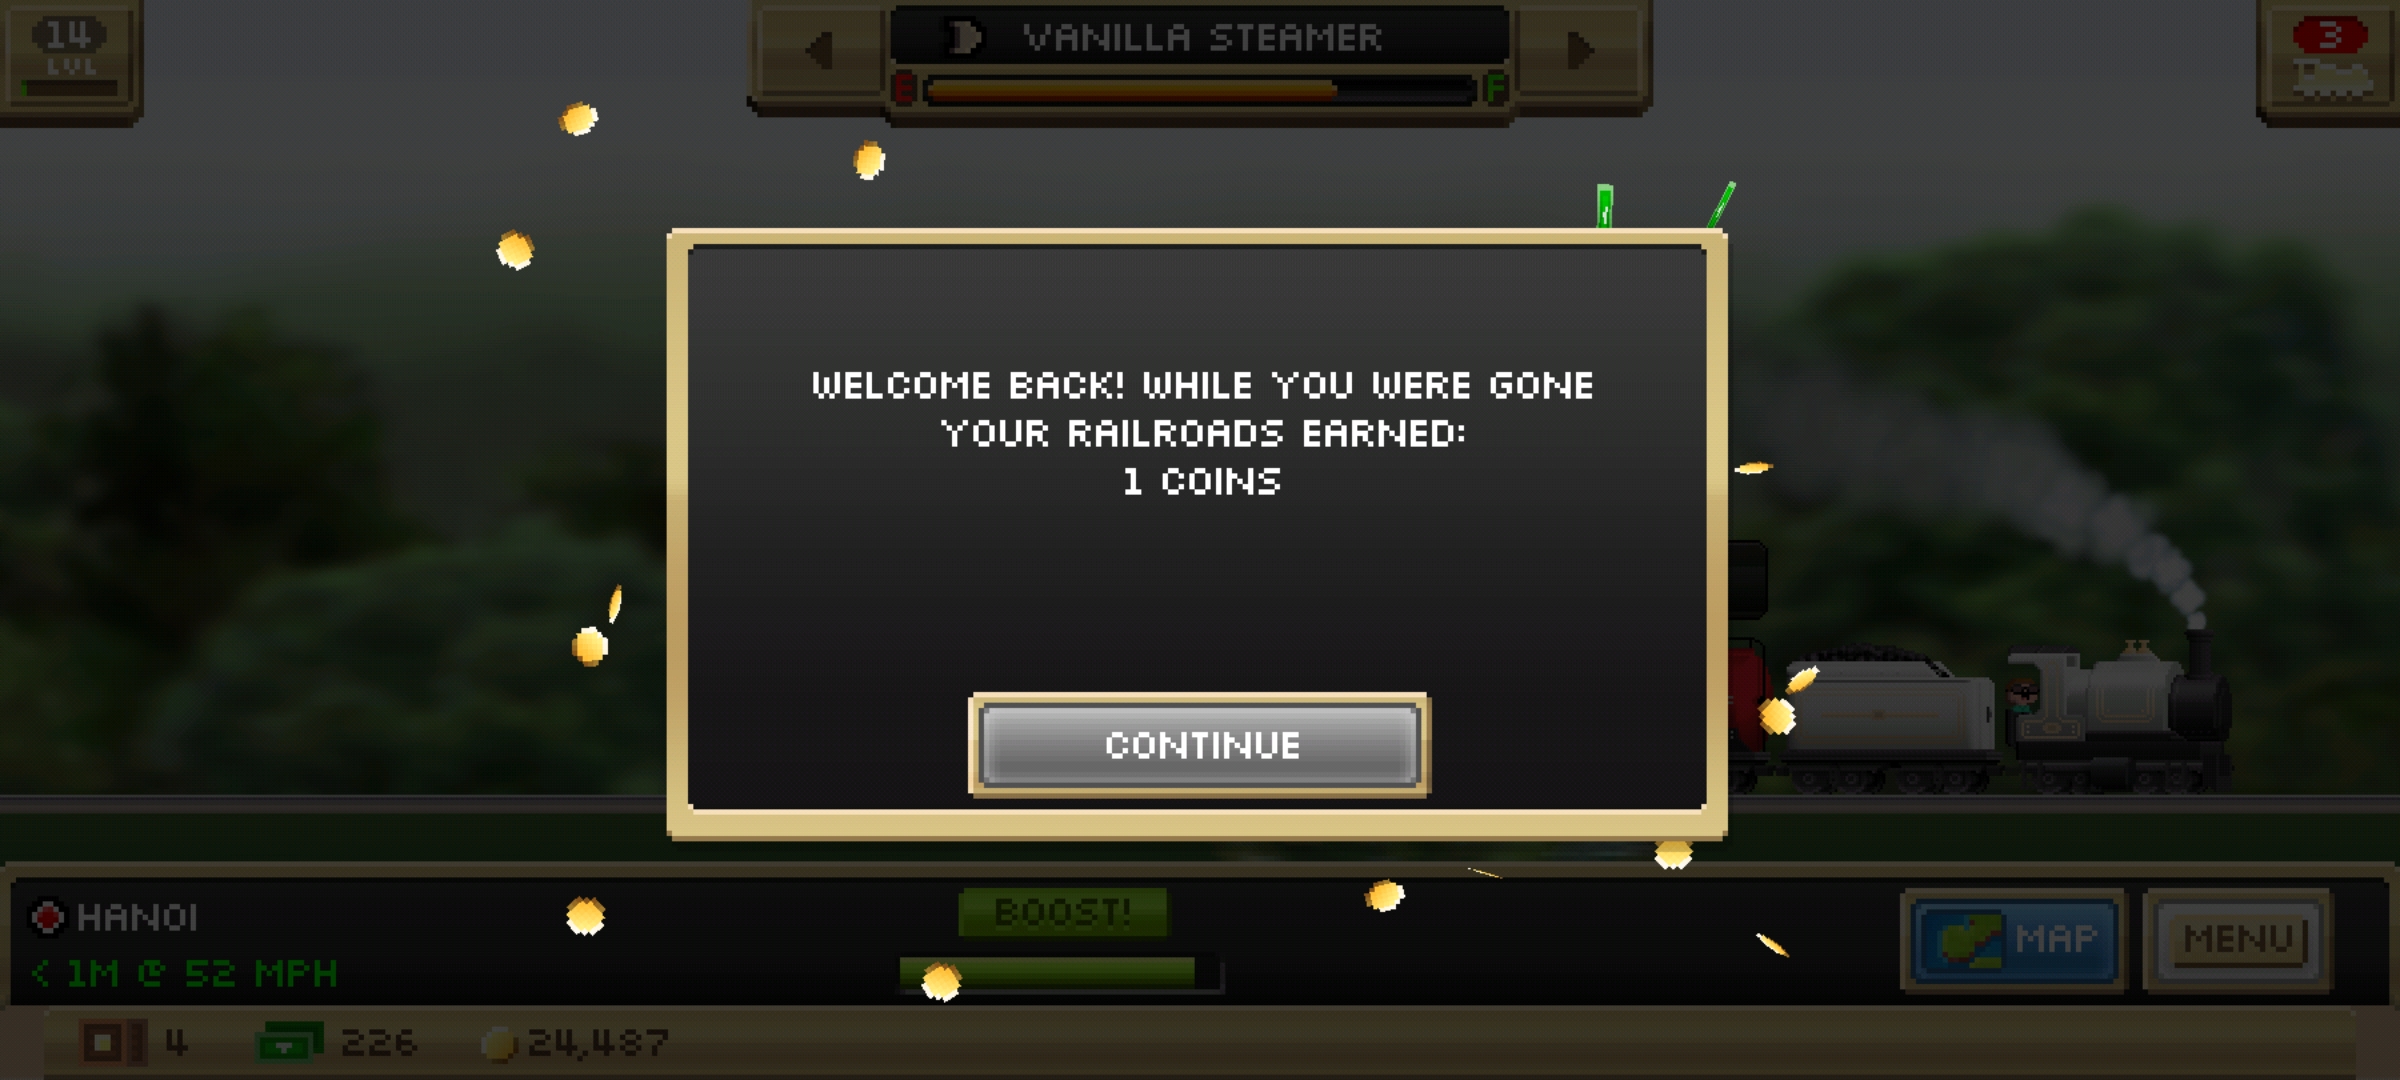 14
LVL
VANILLA STEAMER
E F
3
WELCOME BACK! WHILE YOU WERE GONE
YOUR RAILROADS EARNED:
1 COINS
CONTINUE
HANOI
< 1M @ 52 MPH
BOOST!
MAP
MENU
4 226 24,487